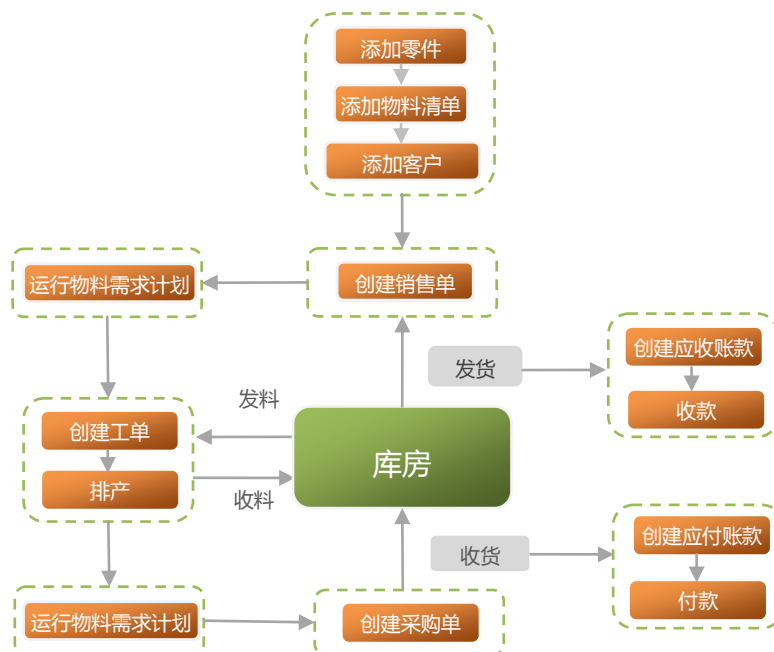 添加零件
添加物料清单
添加客户
运行物料需求计划
创建销售单
创建应收账款
发货
收款
发料
创建工单
库房
排产
收料
创建应付账款
收货
付款
运行物料需求计划
创建采购单